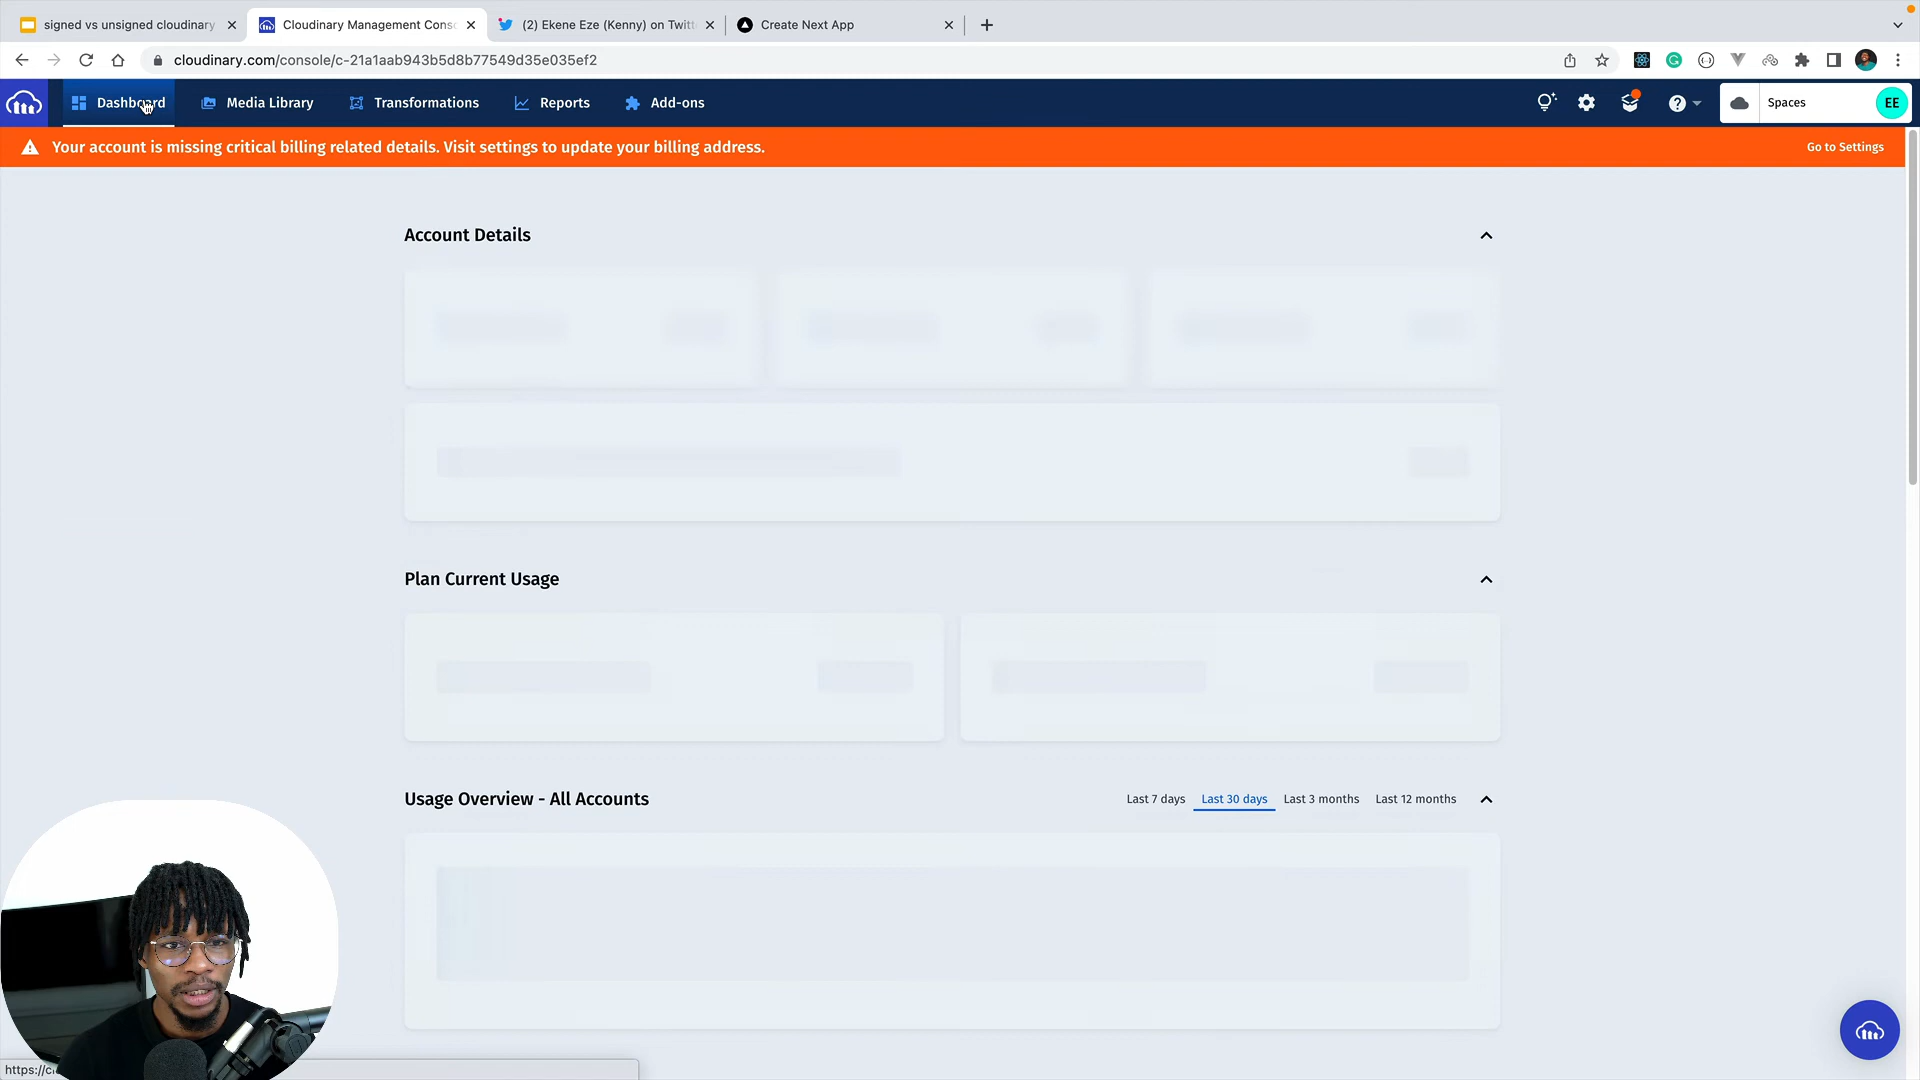 signed vs unsigned cloudinary
Cloudinary Management Conso
(2) Ekene Eze (Kenny) on Twitt
Create Next App
cloudinary.com/console/c-21a1aab943b5d8b77549d35e035ef2
Dashboard
Media Library
Transformations
Reports
Add-ons
Spaces
EE
Your account is missing critical billing related details. Visit settings to update your billing address.
Go to Settings
Account Details
Plan Current Usage
Usage Overview - All Accounts
Last 7 days
Last 30 days
Last 3 months
Last 12 months
https://cl